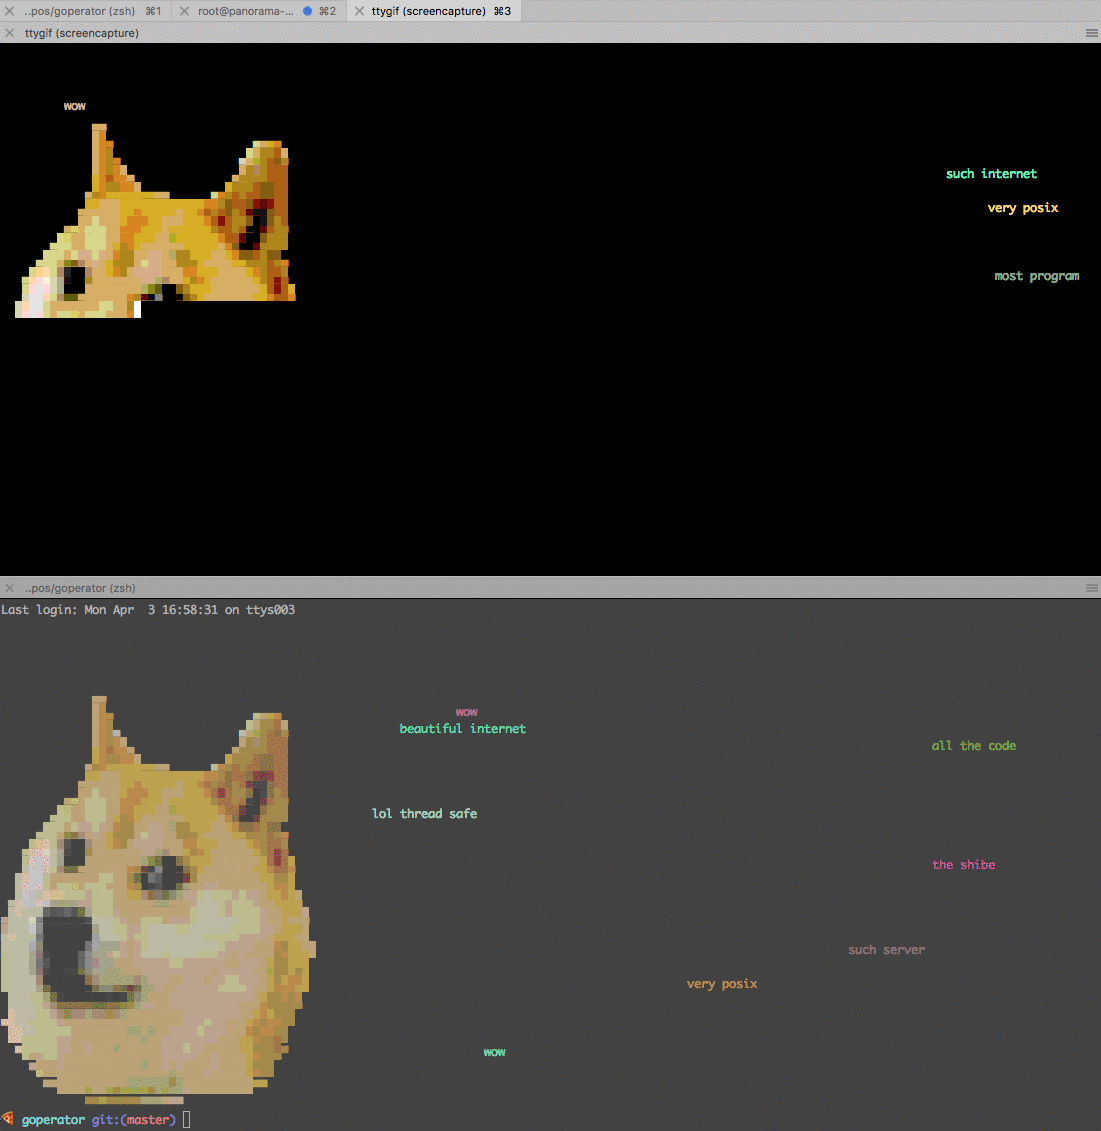 ..pos/goperator (zsh) ⌘1 root@panorama-... ⌘2 ttygif (screencapture) ⌘3
ttygif (screencapture)
wow
such internet
very posix
most program
..pos/goperator (zsh)
Last login: Mon Apr  3 16:58:31 on ttys003
wow
beautiful internet
all the code
lol thread safe
the shibe
such server
very posix
wow
🍕 goperator git:(master)